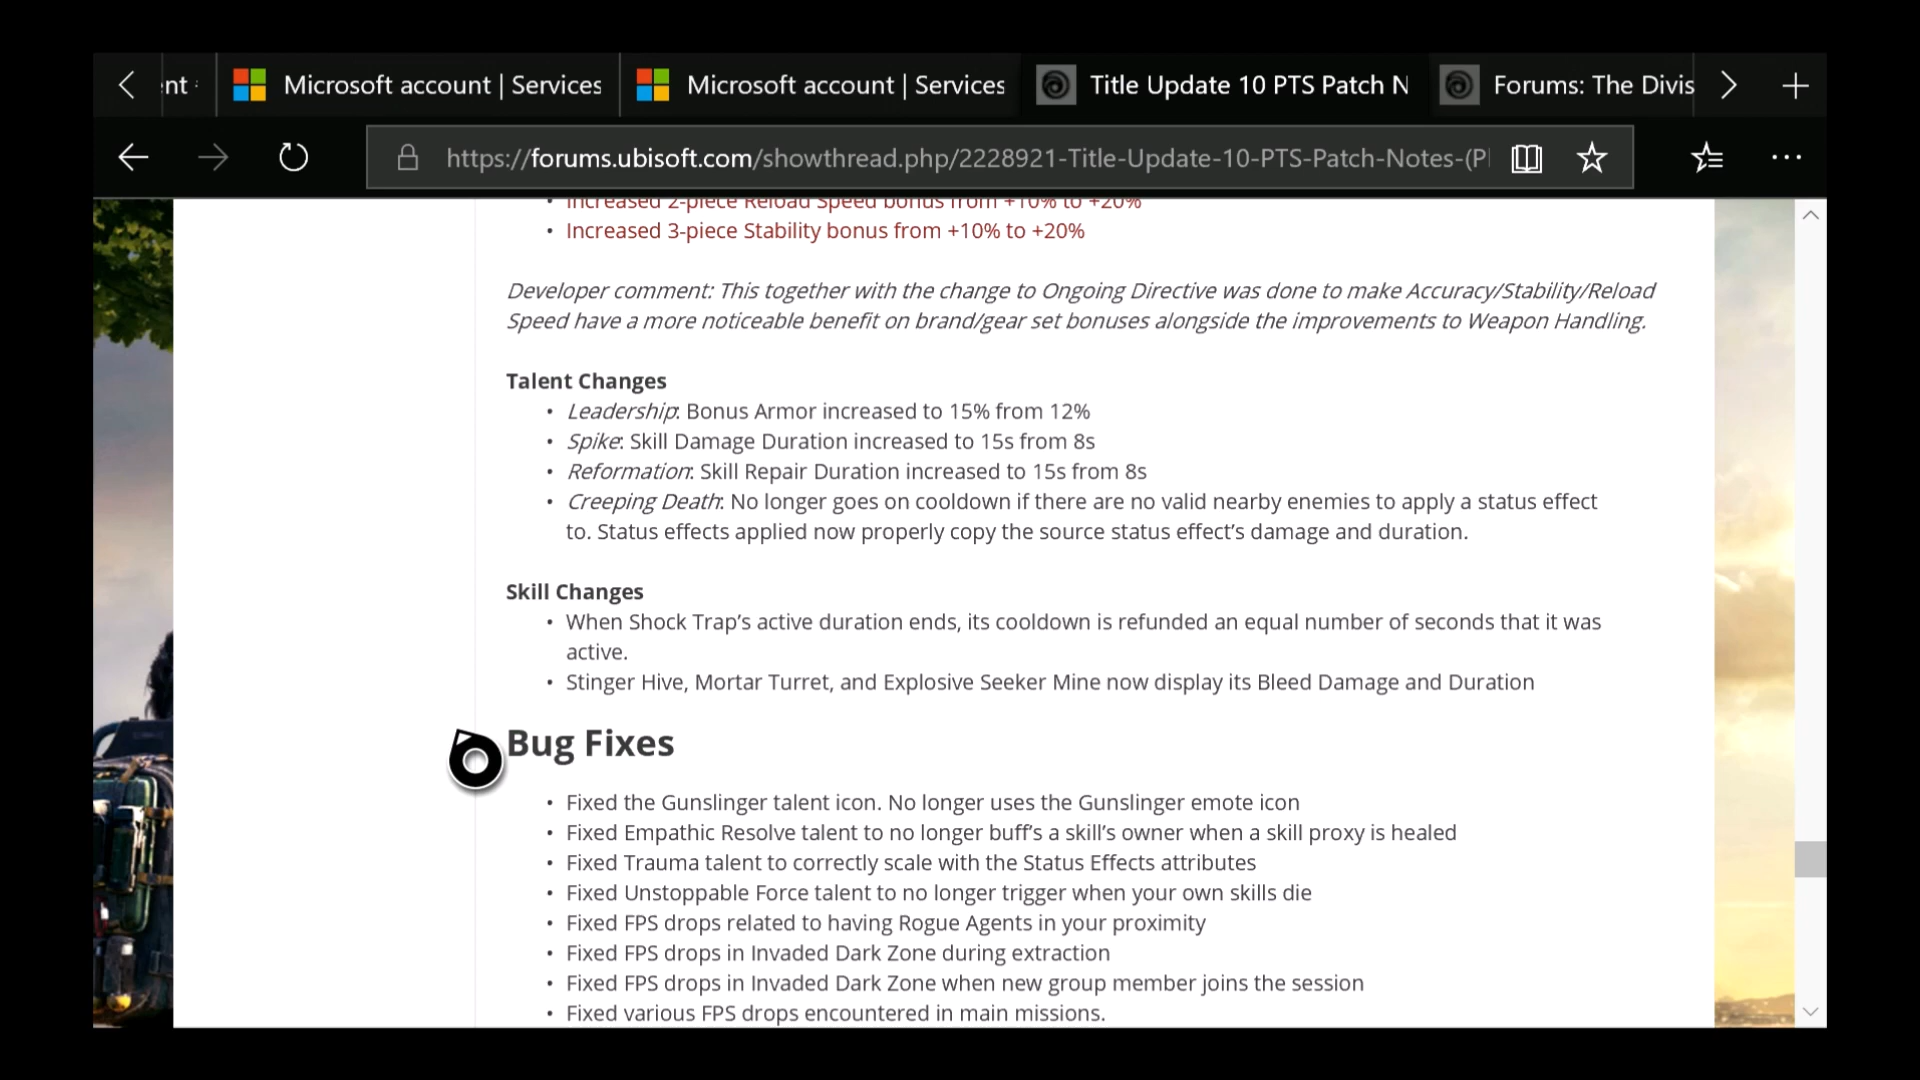 nt
Microsoft account | Services
Microsoft account | Services
Title Update 10 PTS Patch N
Forums: The Divis
https://forums.ubisoft.com/showthread.php/2228921-Title-Update-10-PTS-Patch-Notes-(P
• Increased 2-piece Reload Speed bonus from +10% to +20%
• Increased 3-piece Stability bonus from +10% to +20%
Developer comment: This together with the change to Ongoing Directive was done to make Accuracy/Stability/Reload
Speed have a more noticeable benefit on brand/gear set bonuses alongside the improvements to Weapon Handling.
Talent Changes
• Leadership: Bonus Armor increased to 15% from 12%
• Spike: Skill Damage Duration increased to 15s from 8s
• Reformation: Skill Repair Duration increased to 15s from 8s
• Creeping Death: No longer goes on cooldown if there are no valid nearby enemies to apply a status effect
to. Status effects applied now properly copy the source status effect’s damage and duration.
Skill Changes
• When Shock Trap’s active duration ends, its cooldown is refunded an equal number of seconds that it was
active.
• Stinger Hive, Mortar Turret, and Explosive Seeker Mine now display its Bleed Damage and Duration
Bug Fixes
• Fixed the Gunslinger talent icon. No longer uses the Gunslinger emote icon
• Fixed Empathic Resolve talent to no longer buff’s a skill’s owner when a skill proxy is healed
• Fixed Trauma talent to correctly scale with the Status Effects attributes
• Fixed Unstoppable Force talent to no longer trigger when your own skills die
• Fixed FPS drops related to having Rogue Agents in your proximity
• Fixed FPS drops in Invaded Dark Zone during extraction
• Fixed FPS drops in Invaded Dark Zone when new group member joins the session
• Fixed various FPS drops encountered in main missions.